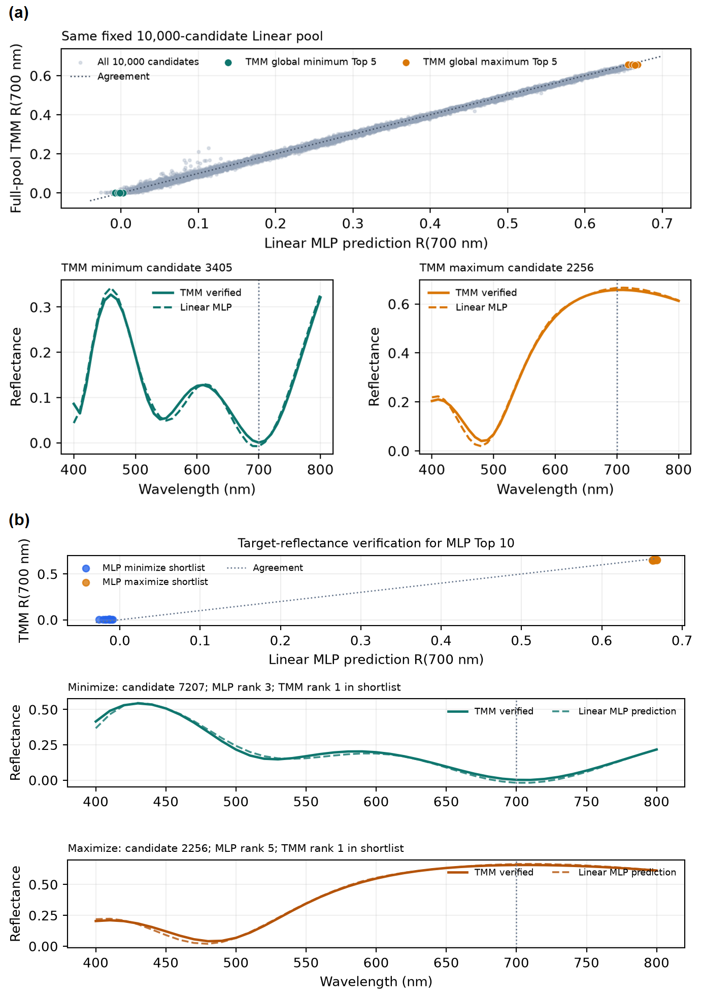 (a)
Same fixed 10,000-candidate Linear pool
All 10,000 candidates
TMM global minimum Top 5
TMM global maximum Top 5
Agreement
Full-pool TMM R(700 nm)
0.6
0.4
0.2
0.0
0.0 0.1 0.2 0.3 0.4 0.5 0.6 0.7
Linear MLP prediction R(700 nm)
TMM minimum candidate 3405
TMM verified
Linear MLP
Reflectance
0.3
0.2
0.1
0.0
400 500 600 700 800
Wavelength (nm)
TMM maximum candidate 2256
TMM verified
Linear MLP
Reflectance
0.6
0.4
0.2
0.0
400 500 600 700 800
Wavelength (nm)
(b)
Target-reflectance verification for MLP Top 10
MLP minimize shortlist
Agreement
MLP maximize shortlist
TMM R(700 nm)
0.5
0.0
0.0 0.1 0.2 0.3 0.4 0.5 0.6 0.7
Linear MLP prediction R(700 nm)
Minimize: candidate 7207; MLP rank 3; TMM rank 1 in shortlist
TMM verified
Linear MLP prediction
Reflectance
0.50
0.25
0.00
400 450 500 550 600 650 700 750 800
Maximize: candidate 2256; MLP rank 5; TMM rank 1 in shortlist
TMM verified
Linear MLP prediction
Reflectance
0.50
0.25
0.00
400 450 500 550 600 650 700 750 800
Wavelength (nm)